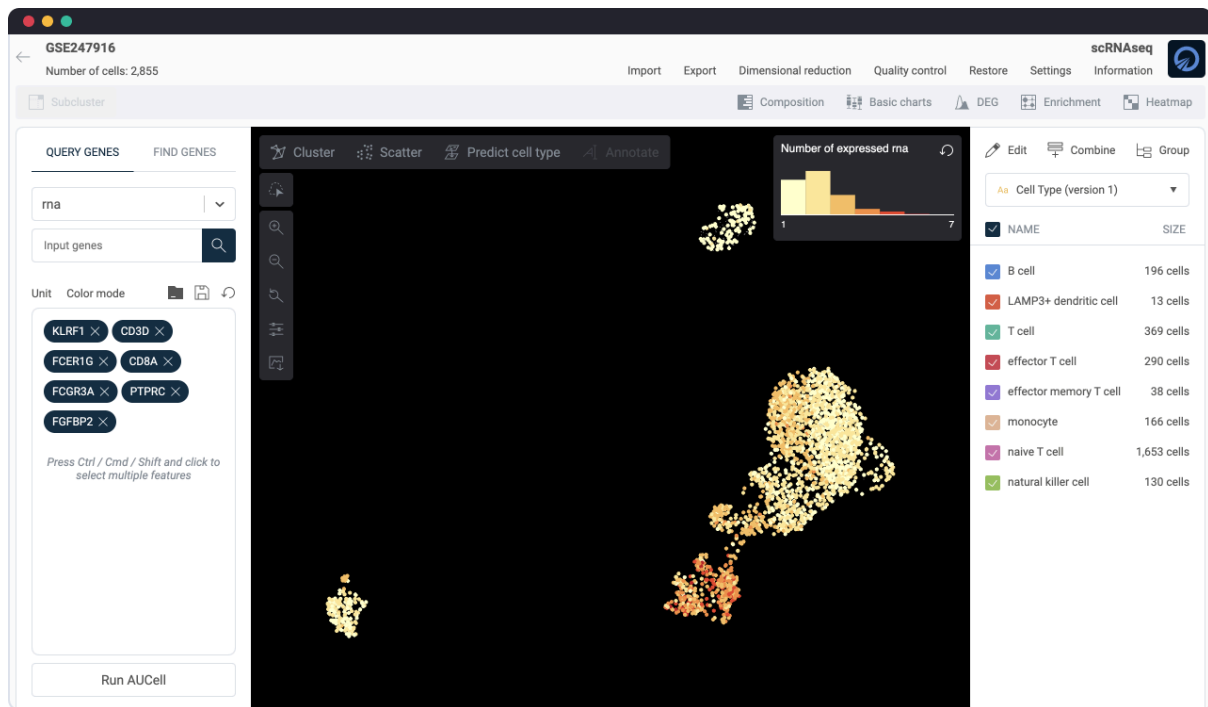 GSE247916
Number of cells: 2,855
scRNAseq
Import Export Dimensional reduction Quality control Restore Settings Information
Subcluster
Composition Basic charts DEG Enrichment Heatmap
QUERY GENES FIND GENES
rna
Input genes
Unit Color mode
KLRF1 CD3D
FCER1G CD8A
FCGR3A PTPRC
FGFBP2
Press Ctrl / Cmd / Shift and click to
select multiple features
Run AUCell
Cluster Scatter Predict cell type Annotate
Number of expressed rna
1 7
Edit Combine Group
Aa Cell Type (version 1)
NAME SIZE
B cell 196 cells
LAMP3+ dendritic cell 13 cells
T cell 369 cells
effector T cell 290 cells
effector memory T cell 38 cells
monocyte 166 cells
naive T cell 1,653 cells
natural killer cell 130 cells